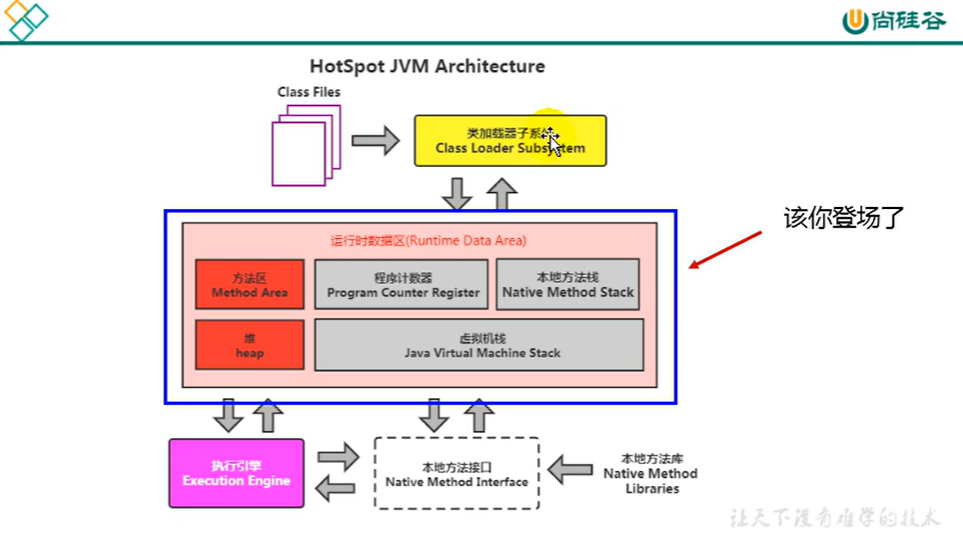 尚硅谷
HotSpot JVM Architecture
Class Files
类加载器子系统
Class Loader Subsystem
该你登场了
运行时数据区(Runtime Data Area)
方法区
Method Area
程序计数器
Program Counter Register
本地方法栈
Native Method Stack
堆
heap
虚拟机栈
Java Virtual Machine Stack
执行引擎
Execution Engine
本地方法接口
Native Method Interface
本地方法库
Native Method
Libraries
让天下没有难学的技术